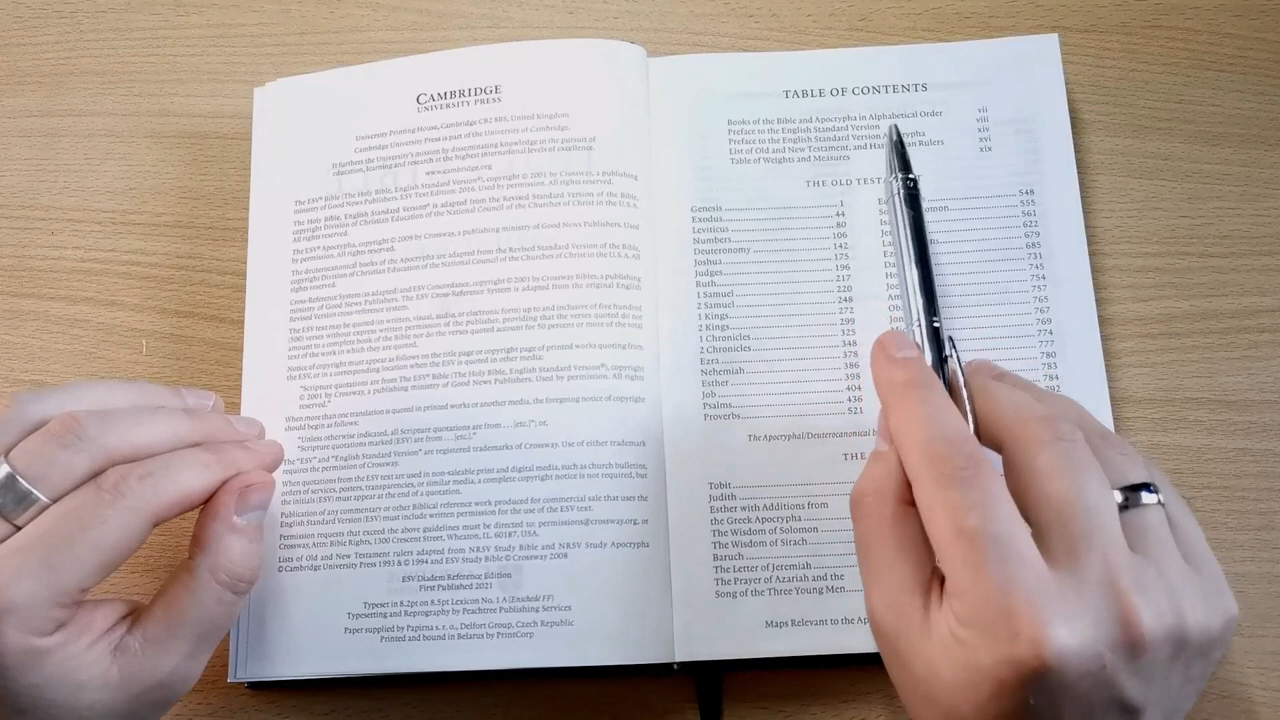 CAMBRIDGE
UNIVERSITY PRESS
University Printing House, Cambridge CB2 8BS, United Kingdom
Cambridge University Press is part of the University of Cambridge.
It furthers the University's mission by disseminating knowledge in the pursuit of
education, learning and research at the highest international levels of excellence.
www.cambridge.org
The ESV® Bible (The Holy Bible, English Standard Version®), copyright © 2001 by Crossway, a publishing
ministry of Good News Publishers. ESV Text Edition: 2016. Used by permission. All rights reserved.
The Holy Bible, English Standard Version® is adapted from the Revised Standard Version of the Bible,
copyright Division of Christian Education of the National Council of the Churches of Christ in the U.S.A.
All rights reserved.
The ESV® Apocrypha, copyright © 2009 by Crossway, a publishing ministry of Good News Publishers. Used
by permission. All rights reserved.
The deuterocanonical books of the Apocrypha are adapted from the Revised Standard Version of the Bible,
copyright Division of Christian Education of the National Council of the Churches of Christ in the U.S.A. All
rights reserved.
Cross-Reference System (as adapted) and ESV Concordance, copyright © 2001 by Crossway Bibles, a publishing
ministry of Good News Publishers. The ESV Cross-Reference System is adapted from the original English
Revised Version cross-reference system.
The ESV text may be quoted (in written, visual, audio, or electronic form) up to and inclusive of five hundred
(500) verses without express written permission of the publisher, providing that the verses quoted do not
amount to a complete book of the Bible nor do the verses quoted account for 50 percent or more of the total
text of the work in which they are quoted.
Notice of copyright must appear as follows on the title page or copyright page of printed works quoting from
the ESV, or in a corresponding location when the ESV is quoted in other media:
"Scripture quotations are from The ESV® Bible (The Holy Bible, English Standard Version®), copyright
© 2001 by Crossway, a publishing ministry of Good News Publishers. Used by permission. All rights
reserved."
When more than one translation is quoted in printed works or another media, the foregoing notice of copyright
should begin as follows:
"Unless otherwise indicated, all Scripture quotations are from . . . [etc.]"; or,
"Scripture quotations marked (ESV) are from . . . [etc.]."
The "ESV" and "English Standard Version" are registered trademarks of Crossway. Use of either trademark
requires the permission of Crossway.
When quotations from the ESV text are used in non-saleable print and digital media, such as church bulletins,
orders of services, posters, transparencies, or similar media, a complete copyright notice is not required, but
the initials (ESV) must appear at the end of a quotation.
Publication of any commentary or other Biblical reference work produced for commercial sale that uses the
English Standard Version (ESV) must include written permission for the use of the ESV text.
Permission requests that exceed the above guidelines must be directed to: permissions@crossway.org, or
Crossway, Attn: Bible Rights, 1300 Crescent Street, Wheaton, IL 60187, USA.
Lists of Old and New Testament rulers adapted from NRSV Study Bible and NRSV Study Apocrypha
© Cambridge University Press 1993 & © 1994 and ESV Study Bible © Crossway 2008
ESV Diadem Reference Edition
First Published 2021
Typeset in 8.2pt on 8.5pt Lexicon No. 1 A (Enschedé FF)
Typesetting and Reprography by Peachtree Publishing Services
Paper supplied by Papirna s. r. o., Delfort Group, Czech Republic
Printed and bound in Belarus by PrintCorp
TABLE OF CONTENTS
Books of the Bible and Apocrypha in Alphabetical Order vii
Preface to the English Standard Version viii
Preface to the English Standard Version Apocrypha xiv
List of Old and New Testament, and Rulers xvi
Table of Weights and Measures xix
THE OLD
Genesis 1
Exodus 44
Leviticus 80
Numbers 106
Deuteronomy 142
Joshua 175
Judges 196
Ruth 217
1 Samuel 220
2 Samuel 248
1 Kings 272
2 Kings 299
1 Chronicles 325
2 Chronicles 348
Ezra 378
Nehemiah 386
Esther 398
Job 404
Psalms 436
Proverbs 521
548
555
561
622
679
685
731
745
754
757
765
767
769
774
777
780
783
784
792
The Apocryphal/Deuterocanonical
THE
Tobit
Judith
Esther with Additions from
the Greek Apocrypha
The Wisdom of Solomon
The Wisdom of Sirach
Baruch
The Letter of Jeremiah
The Prayer of Azariah and the
Song of the Three Young Men
Maps Relevant to the